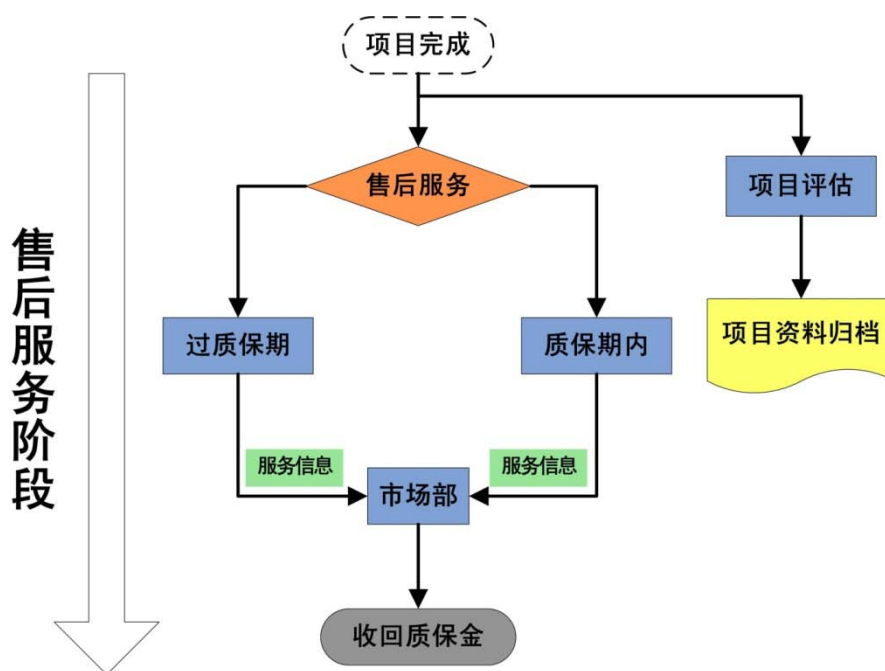 项目完成
售后服务
项目评估
售后服务阶段
过质保期
质保期内
项目资料归档
服务信息
服务信息
市场部
收回质保金